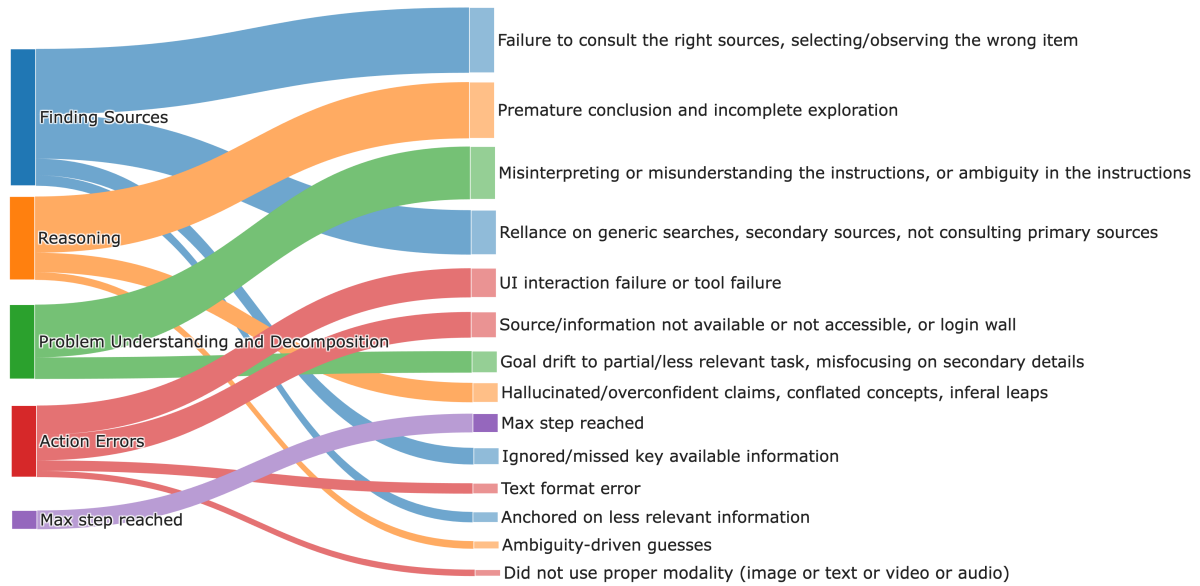 Finding Sources
Reasoning
Problem Understanding and Decomposition
Action Errors
Max step reached
Failure to consult the right sources, selecting/observing the wrong item
Premature conclusion and incomplete exploration
Misinterpreting or misunderstanding the instructions, or ambiguity in the instructions
Rellance on generic searches, secondary sources, not consulting primary sources
UI interaction failure or tool failure
Source/information not available or not accessible, or login wall
Goal drift to partial/less relevant task, misfocusing on secondary details
Hallucinated/overconfident claims, conflated concepts, inferal leaps
Max step reached
Ignored/missed key available information
Text format error
Anchored on less relevant information
Ambiguity-driven guesses
Did not use proper modality (image or text or video or audio)